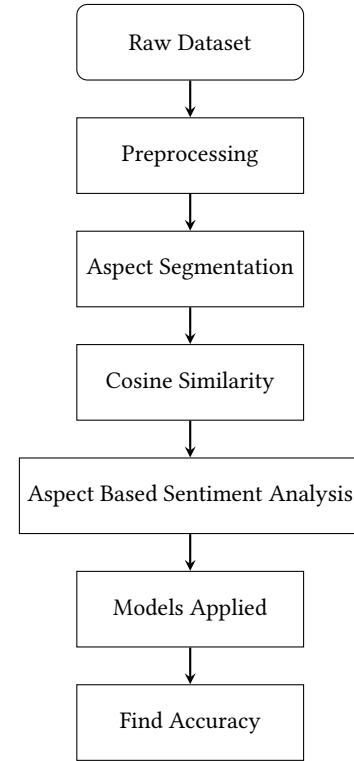 Raw Dataset
Preprocessing
Aspect Segmentation
Cosine Similarity
Aspect Based Sentiment Analysis
Models Applied
Find Accuracy